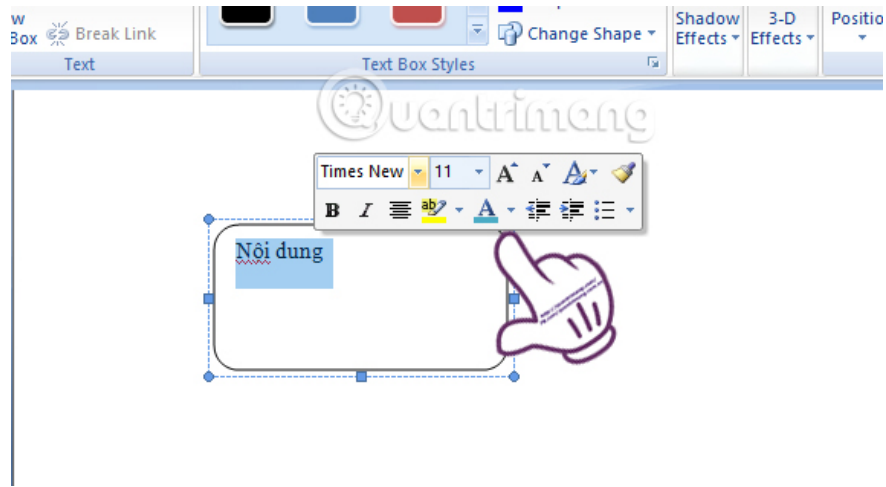 w
Box Break Link
Text
Change Shape
Text Box Styles
Shadow
Effects
3-D
Effects
Positio
Quantrimang
Times New 11 A A A
B I ab A
Nội dung